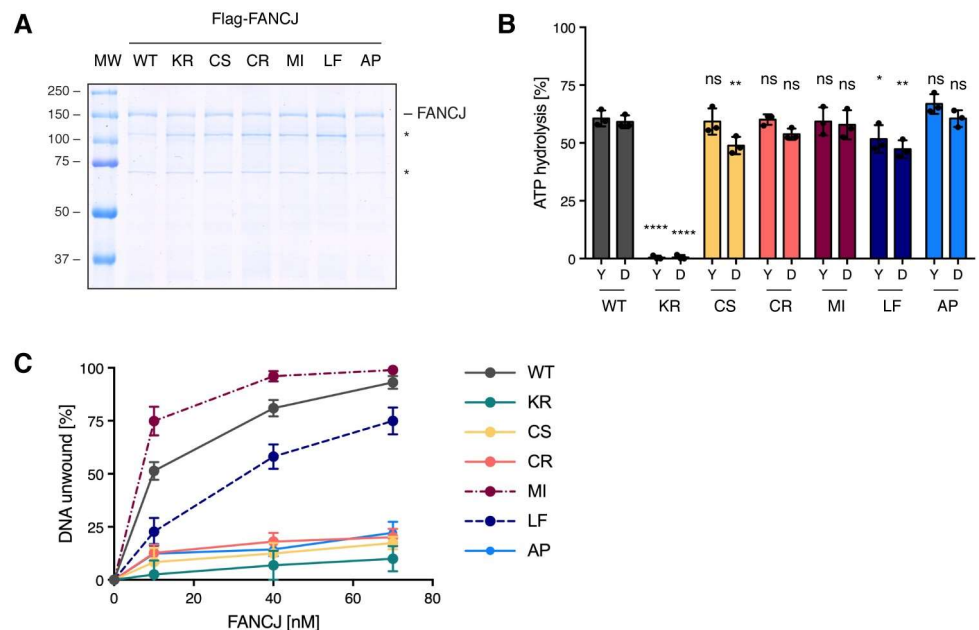 A
Flag-FANCJ
MW WT KR CS CR MI LF AP
250 –
150 –
100 –
75 –
50 –
37 –
– FANCJ
*
*
B
ATP hydrolysis [%]
100
75
50
25
0
ns ** ns ns ns ns * ** ns ns
**** ****
Y D Y D Y D Y D Y D Y D Y D
WT KR CS CR MI LF AP
C
DNA unwound [%]
100
75
50
25
0
0 20 40 60 80
FANCJ [nM]
WT
KR
CS
CR
MI
LF
AP